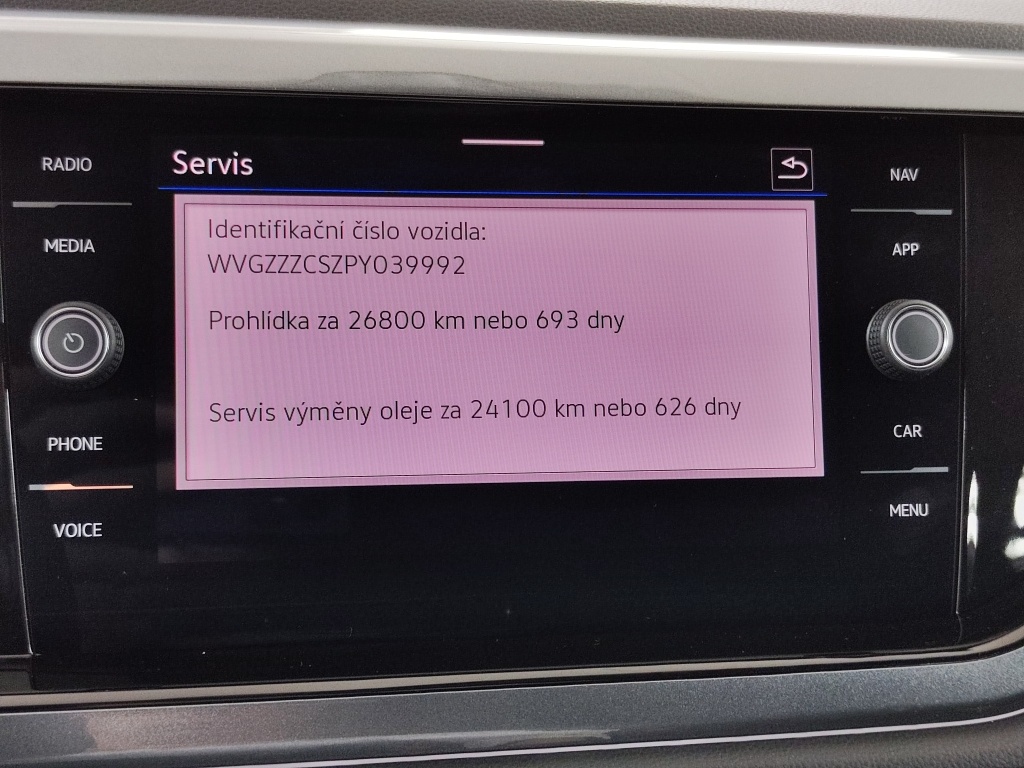 RADIO
MEDIA
PHONE
VOICE
Servis
Identifikační číslo vozidla:
WVGZZZCSZPY039992
Prohlídka za 26800 km nebo 693 dny
Servis výměny oleje za 24100 km nebo 626 dny
NAV
APP
CAR
MENU